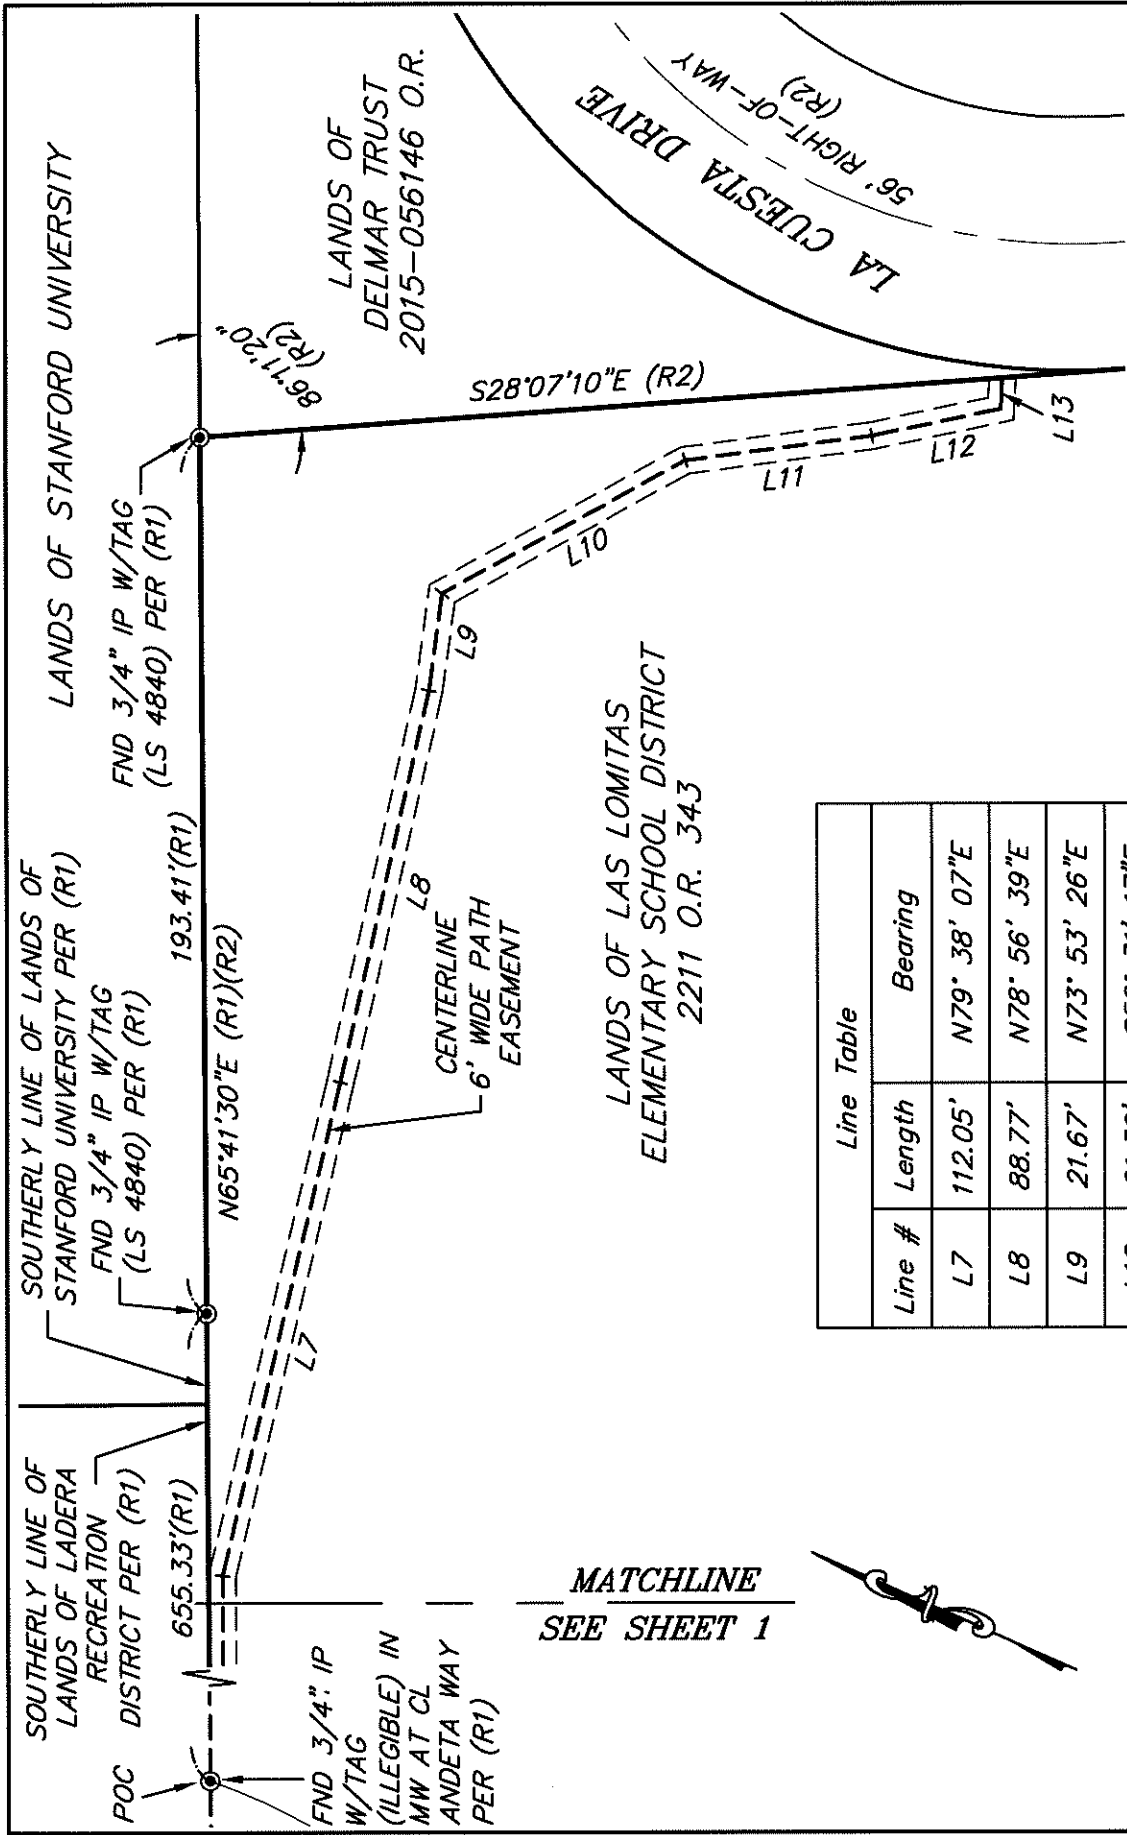 SOUTHERLY LINE OF
LANDS OF LADERA
RECREATION
DISTRICT PER (R1)
POC
655.33'(R1)
FND 3/4" IP
W/TAG
(ILLEGIBLE) IN
MW AT CL
ANDETA WAY
PER (R1)
SOUTHERLY LINE OF LANDS OF
STANFORD UNIVERSITY PER (R1)
FND 3/4" IP W/TAG
(LS 4840) PER (R1)
193.41'(R1)
N65°41'30"E (R1)(R2)
LANDS OF STANFORD UNIVERSITY
FND 3/4" IP W/TAG
(LS 4840) PER (R1)
86°11'20"
(R2)
LANDS OF
DELMAR TRUST
2015-056146 O.R.
S28°07'10"E (R2)
LA CUESTA DRIVE
56' RIGHT-OF-WAY
(R2)
L7
L8
L9
L10
L11
L12
L13
CENTERLINE
6' WIDE PATH
EASEMENT
LANDS OF LAS LOMITAS
ELEMENTARY SCHOOL DISTRICT
2211 O.R. 343
MATCHLINE
SEE SHEET 1
Line Table
Line # Length Bearing
L7 112.05' N79° 38' 07"E
L8 88.77' N78° 56' 39"E
L9 21.67' N73° 53' 26"E